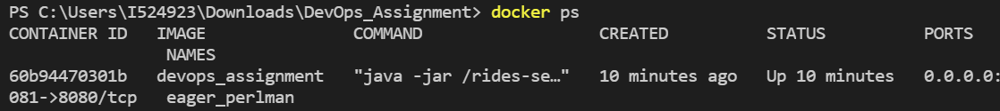 PS C:\Users\I524923\Downloads\DevOps_Assignment> docker ps
CONTAINER ID   IMAGE               COMMAND                  CREATED          STATUS          PORTS
                NAMES
60b94470301b   devops_assignment   "java -jar /rides-se…"   10 minutes ago   Up 10 minutes   0.0.0.0:
081->8080/tcp   eager_perlman